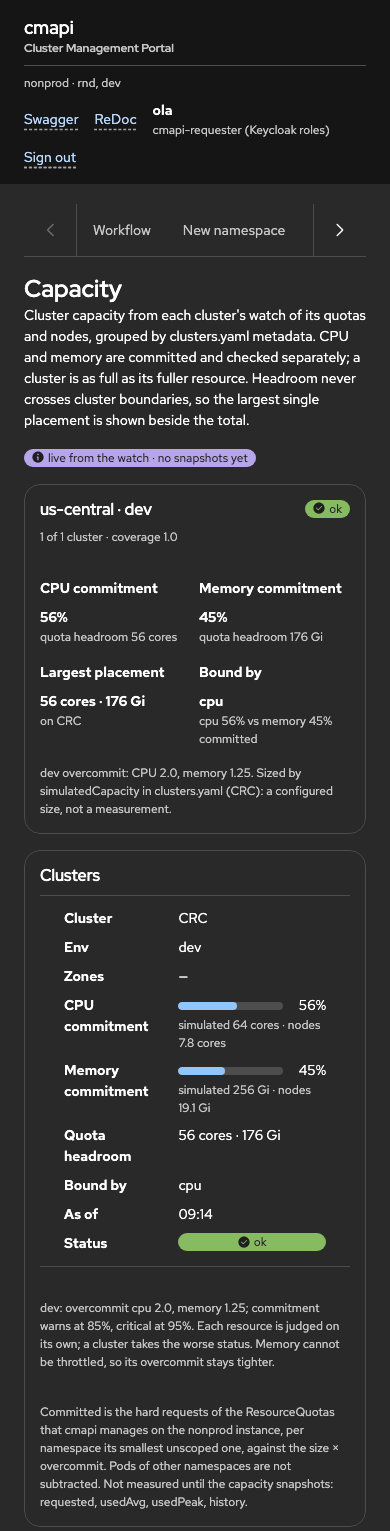 cmapi
Cluster Management Portal
nonprod · rnd, dev
Swagger
ReDoc
ola
cmapi-requester (Keycloak roles)
Sign out
Workflow
New namespace
Capacity
Cluster capacity from each cluster's watch of its quotas
and nodes, grouped by clusters.yaml metadata. CPU
and memory are committed and checked separately; a
cluster is as full as its fuller resource. Headroom never
crosses cluster boundaries, so the largest single
placement is shown beside the total.
live from the watch · no snapshots yet
us-central · dev
ok
1 of 1 cluster · coverage 1.0
CPU commitment
56%
quota headroom 56 cores
Memory commitment
45%
quota headroom 176 Gi
Largest placement
56 cores · 176 Gi
on CRC
Bound by
cpu
cpu 56% vs memory 45%
committed
dev overcommit: CPU 2.0, memory 1.25. Sized by
simulatedCapacity in clusters.yaml (CRC): a configured
size, not a measurement.
Clusters
Cluster CRC
Env dev
Zones —
CPU
commitment
56%
simulated 64 cores · nodes
7.8 cores
Memory
commitment
45%
simulated 256 Gi · nodes
19.1 Gi
Quota
headroom
56 cores · 176 Gi
Bound by cpu
As of 09:14
Status ok
dev: overcommit cpu 2.0, memory 1.25; commitment
warns at 85%, critical at 95%. Each resource is judged on
its own; a cluster takes the worse status. Memory cannot
be throttled, so its overcommit stays tighter.
Committed is the hard requests of the ResourceQuotas
that cmapi manages on the nonprod instance, per
namespace its smallest unscoped one, against the size ×
overcommit. Pods of other namespaces are not
subtracted. Not measured until the capacity snapshots:
requested, usedAvg, usedPeak, history.